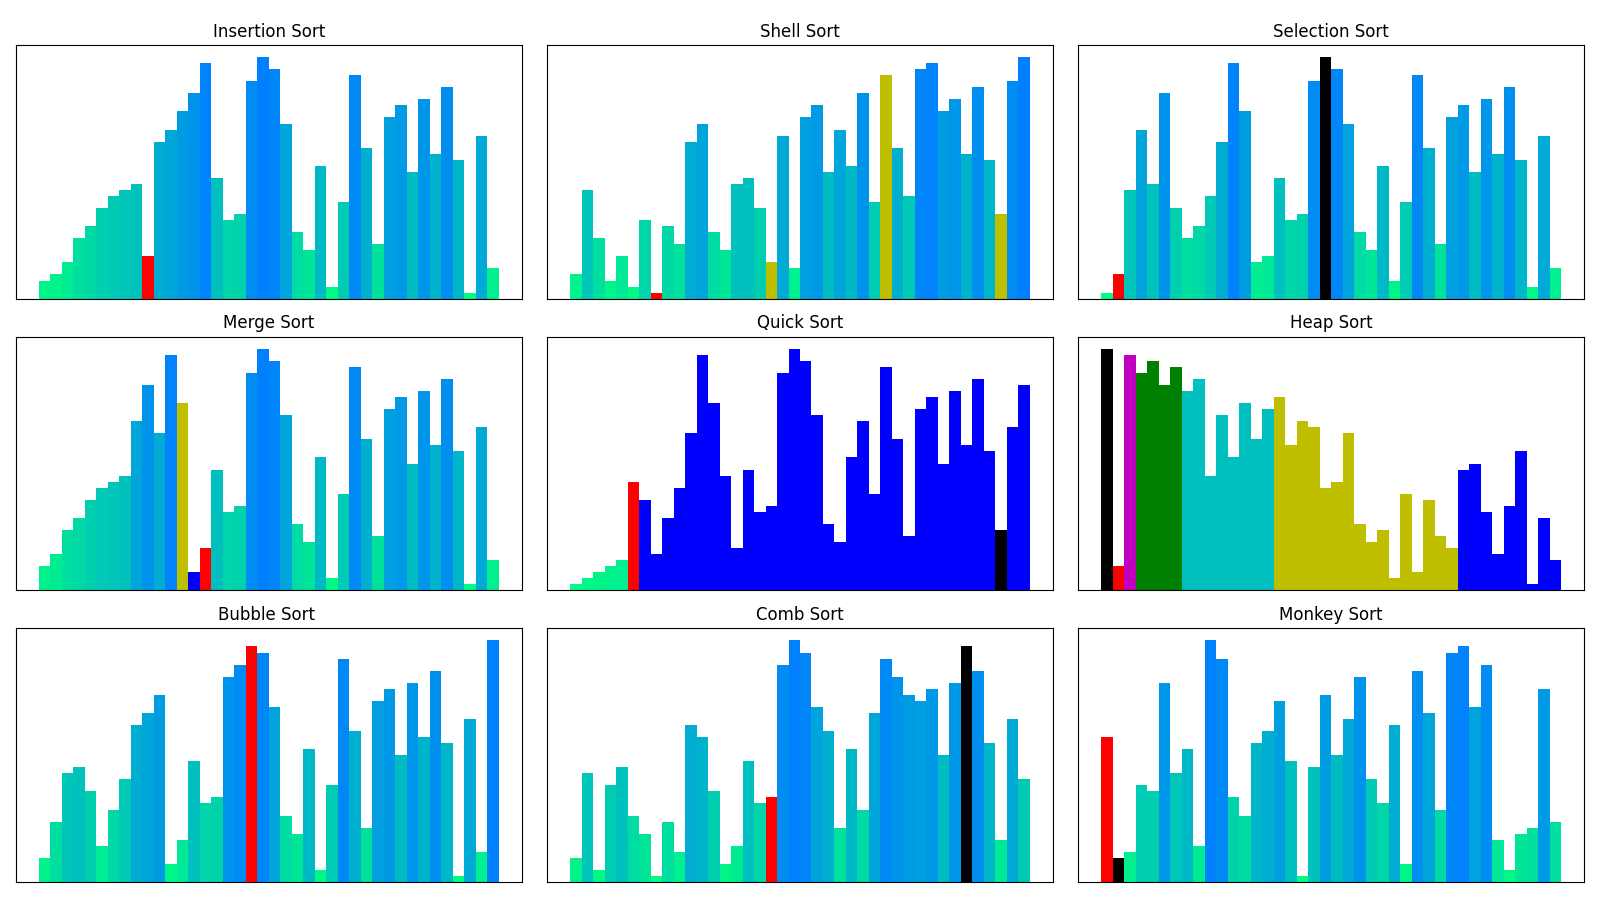 Insertion Sort
Shell Sort
Selection Sort
Merge Sort
Quick Sort
Heap Sort
Bubble Sort
Comb Sort
Monkey Sort